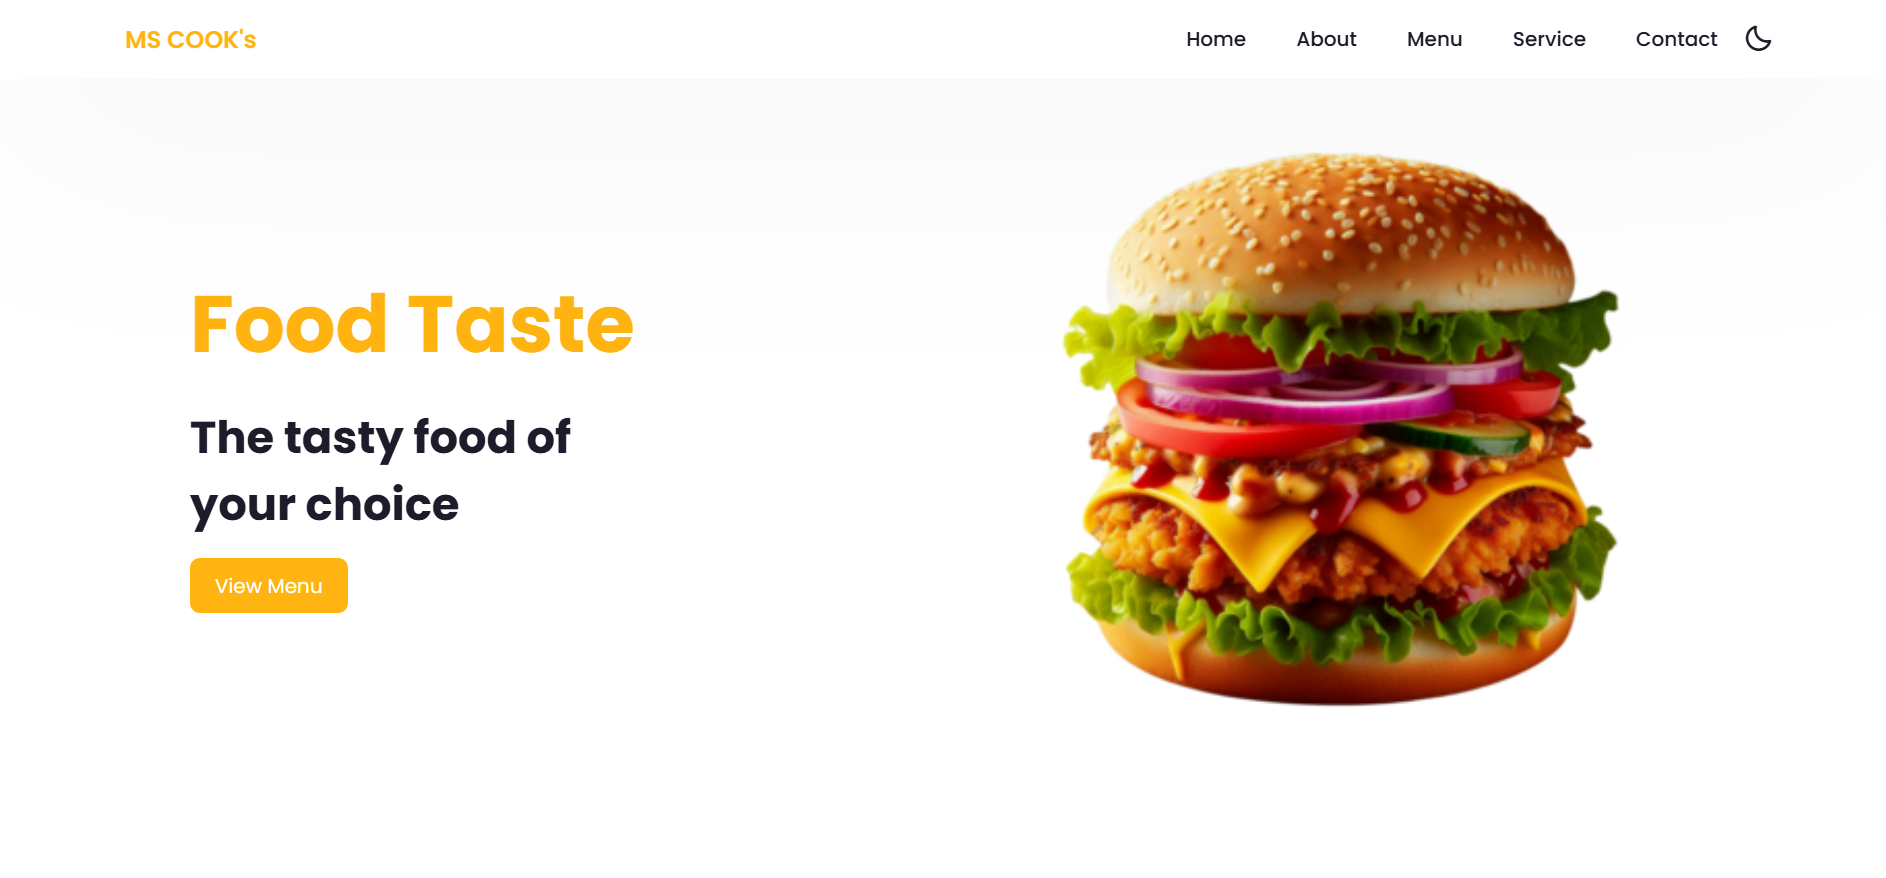 MS COOK's
Home About Menu Service Contact
Food Taste
The tasty food of
your choice
View Menu